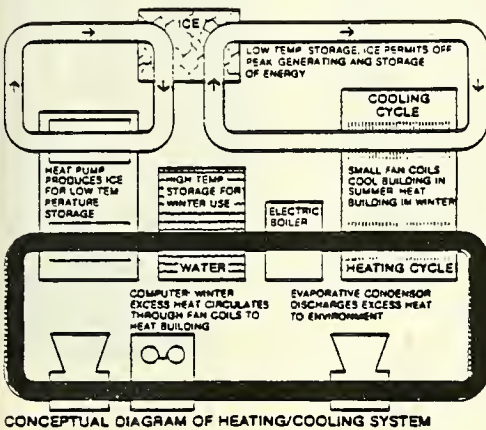 ICE
LOW TEMP. STORAGE, ICE PERMITS OFF
PEAK GENERATING AND STORAGE
OF ENERGY
COOLING
CYCLE
HEAT PUMP
PRODUCES ICE
FOR LOW TEM
PERATURE
STORAGE
HIGH TEMP
STORAGE FOR
WINTER USE
ELECTRIC
BOILER
SMALL FAN COILS
COOL BUILDING IN
SUMMER HEAT
BUILDING IN WINTER
WATER
HEATING CYCLE
COMPUTER WINTER
EXCESS HEAT CIRCULATES
THROUGH FAN COILS TO
HEAT BUILDING
EVAPORATIVE CONDENSOR
DISCHARGES EXCESS HEAT
TO ENVIRONMENT
CONCEPTUAL DIAGRAM OF HEATING/COOLING SYSTEM